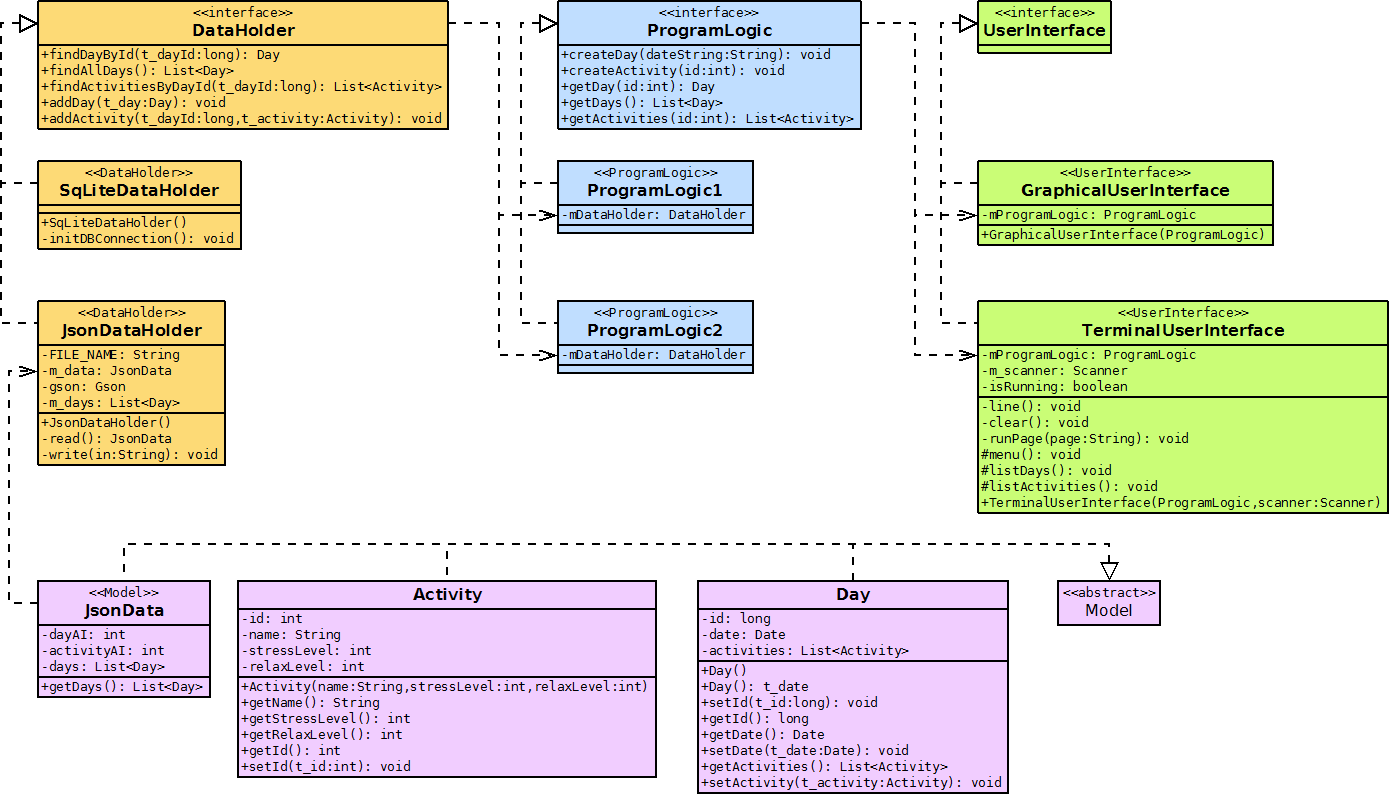 <<interface>>
DataHolder
+findDayById(t_dayId:long): Day
+findAllDays(): List<Day>
+findActivitiesByDayId(t_dayId:long): List<Activity>
+addDay(t_day:Day): void
+addActivity(t_dayId:long,t_activity:Activity): void
<<interface>>
ProgramLogic
+createDay(dateString:String): void
+createActivity(id:int): void
+getDay(id:int): Day
+getDays(): List<Day>
+getActivities(id:int): List<Activity>
<<interface>>
UserInterface
<<DataHolder>>
SqLiteDataHolder
+SqLiteDataHolder()
-initDBConnection(): void
<<ProgramLogic>>
ProgramLogic1
-mDataHolder: DataHolder
<<UserInterface>>
GraphicalUserInterface
-mProgramLogic: ProgramLogic
+GraphicalUserInterface(ProgramLogic)
<<DataHolder>>
JsonDataHolder
-FILE_NAME: String
-m_data: JsonData
-gson: Gson
-m_days: List<Day>
+JsonDataHolder()
-read(): JsonData
-write(in:String): void
<<ProgramLogic>>
ProgramLogic2
-mDataHolder: DataHolder
<<UserInterface>>
TerminalUserInterface
-mProgramLogic: ProgramLogic
-m_scanner: Scanner
-isRunning: boolean
-line(): void
-clear(): void
-runPage(page:String): void
#menu(): void
#listDays(): void
#listActivities(): void
+TerminalUserInterface(ProgramLogic,scanner:Scanner)
<<Model>>
JsonData
-dayAI: int
-activityAI: int
-days: List<Day>
+getDays(): List<Day>
Activity
-id: int
-name: String
-stressLevel: int
-relaxLevel: int
+Activity(name:String,stressLevel:int,relaxLevel:int)
+getName(): String
+getStressLevel(): int
+getRelaxLevel(): int
+getId(): int
+setId(t_id:int): void
Day
-id: long
-date: Date
-activities: List<Activity>
+Day()
+Day(): t_date
+setId(t_id:long): void
+getId(): long
+getDate(): Date
+setDate(t_date:Date): void
+getActivities(): List<Activity>
+setActivity(t_activity:Activity): void
<<abstract>>
Model